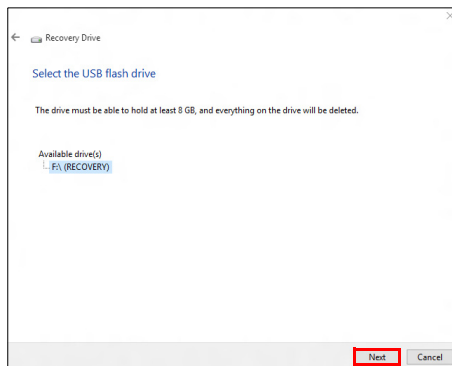 Recovery Drive
Select the USB flash drive
The drive must be able to hold at least 8 GB, and everything on the drive will be deleted.
Available drive(s)
F:\ (RECOVERY)
Next Cancel